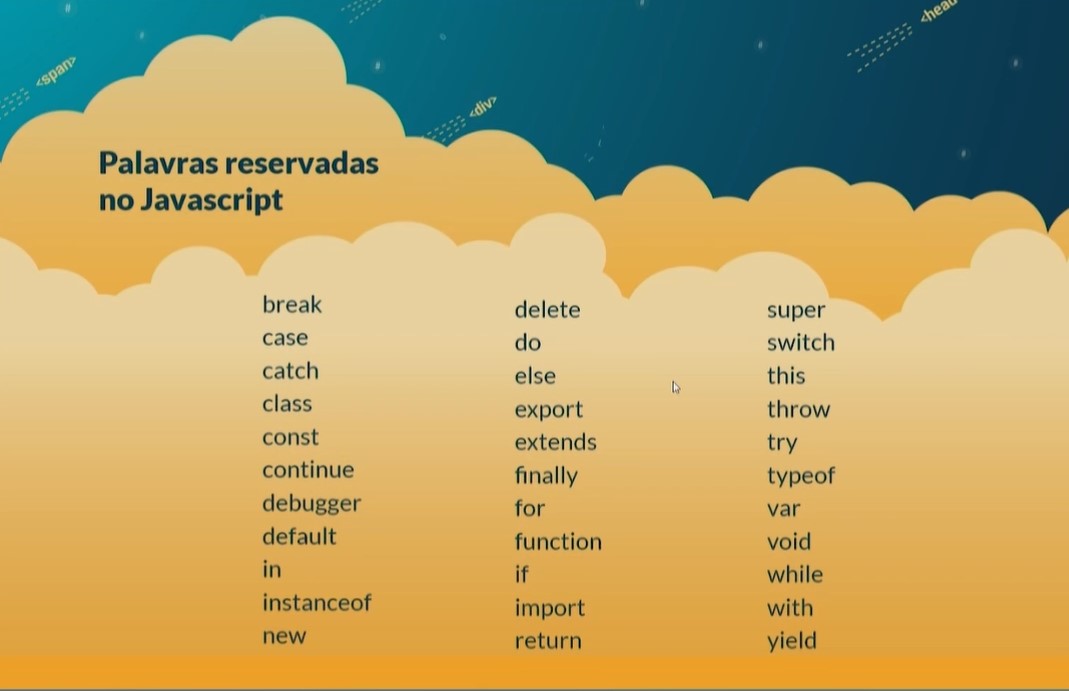 <span>
<div>
<head
Palavras reservadas
no Javascript
break
case
catch
class
const
continue
debugger
default
in
instanceof
new
delete
do
else
export
extends
finally
for
function
if
import
return
super
switch
this
throw
try
typeof
var
void
while
with
yield